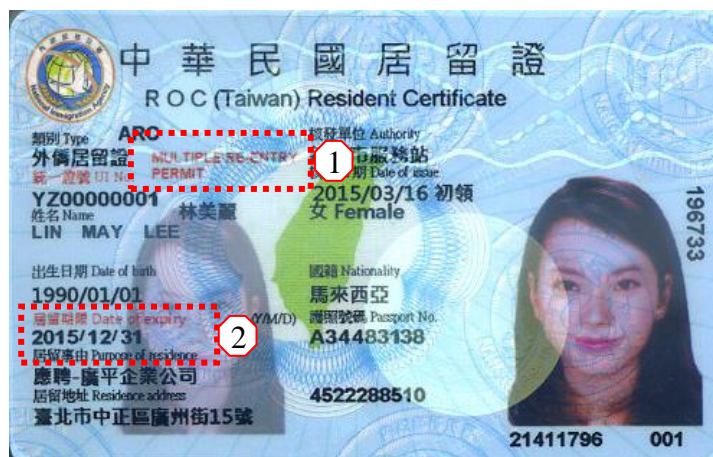 中華民國居留證
ROC (Taiwan) Resident Certificate
類別 Type ARC
核發單位 Authority
外僑居留證 MULTIPLE RE-ENTRY PERMIT
1
市服務站
統一證號 UI No
期 Date of issue
YZ00000001
2015/03/16 初領
姓名 Name 林美麗
女 Female
LIN MAY LEE
196733
出生日期 Date of birth
國籍 Nationality
1990/01/01
馬來西亞
居留期限 Date of expiry (Y/M/D)
護照號碼 Passport No.
2
2015/12/31
A34483138
居留事由 Purpose of residence
應聘-廣平企業公司
居留地址 Residence address
4522288510
臺北市中正區廣州街15號
21411796 001
National Immigration Agency